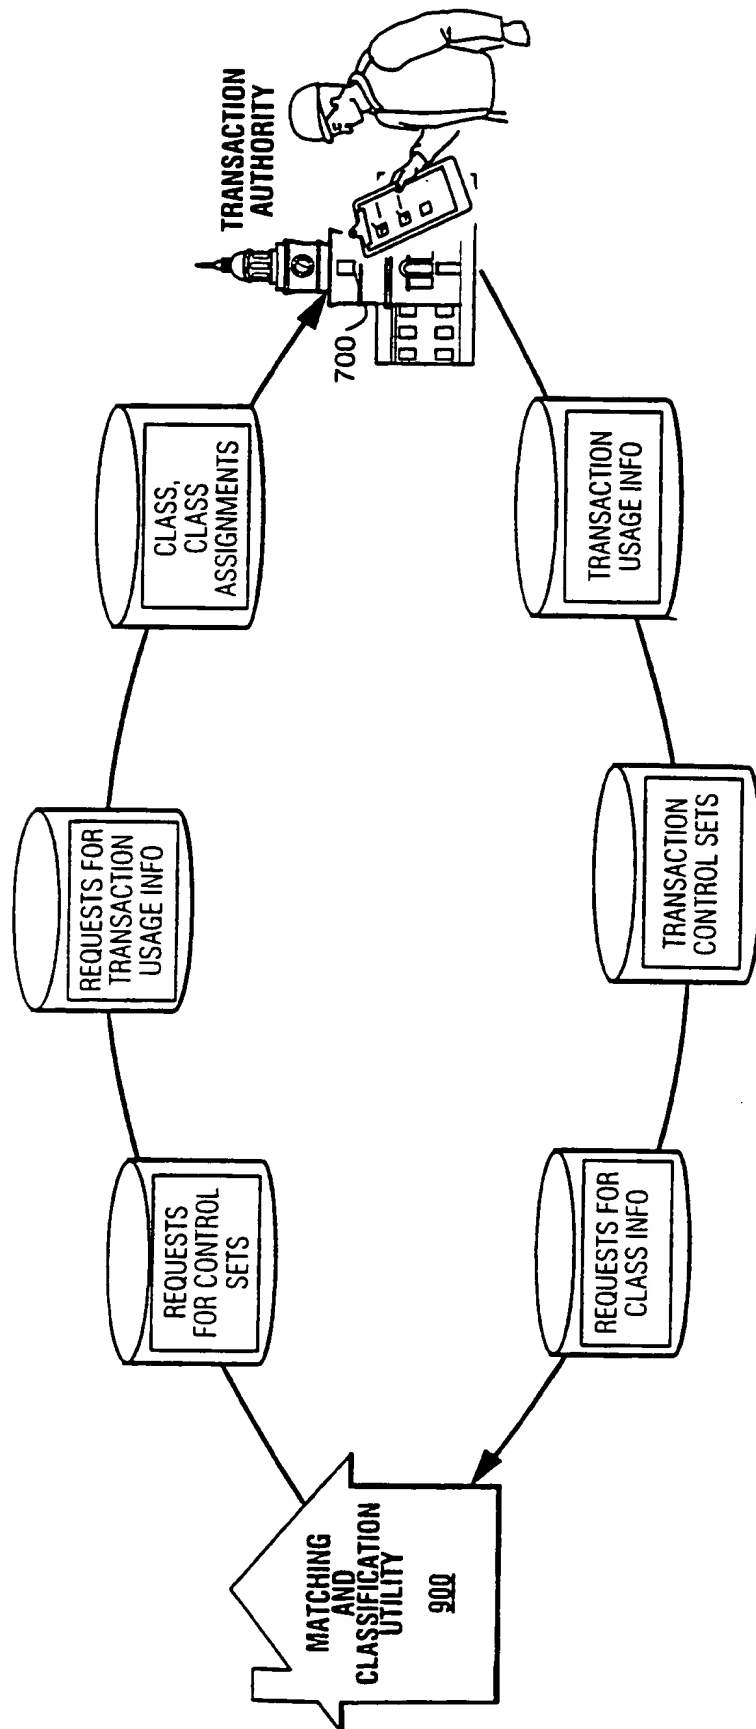 TRANSACTION
AUTHORITY
700
CLASS,
CLASS
ASSIGNMENTS
REQUESTS FOR
TRANSACTION
USAGE INFO
REQUESTS
FOR CONTROL
SETS
MATCHING
AND
CLASSIFICATION
UTILITY
900
REQUESTS FOR
CLASS INFO
TRANSACTION
CONTROL SETS
TRANSACTION
USAGE INFO